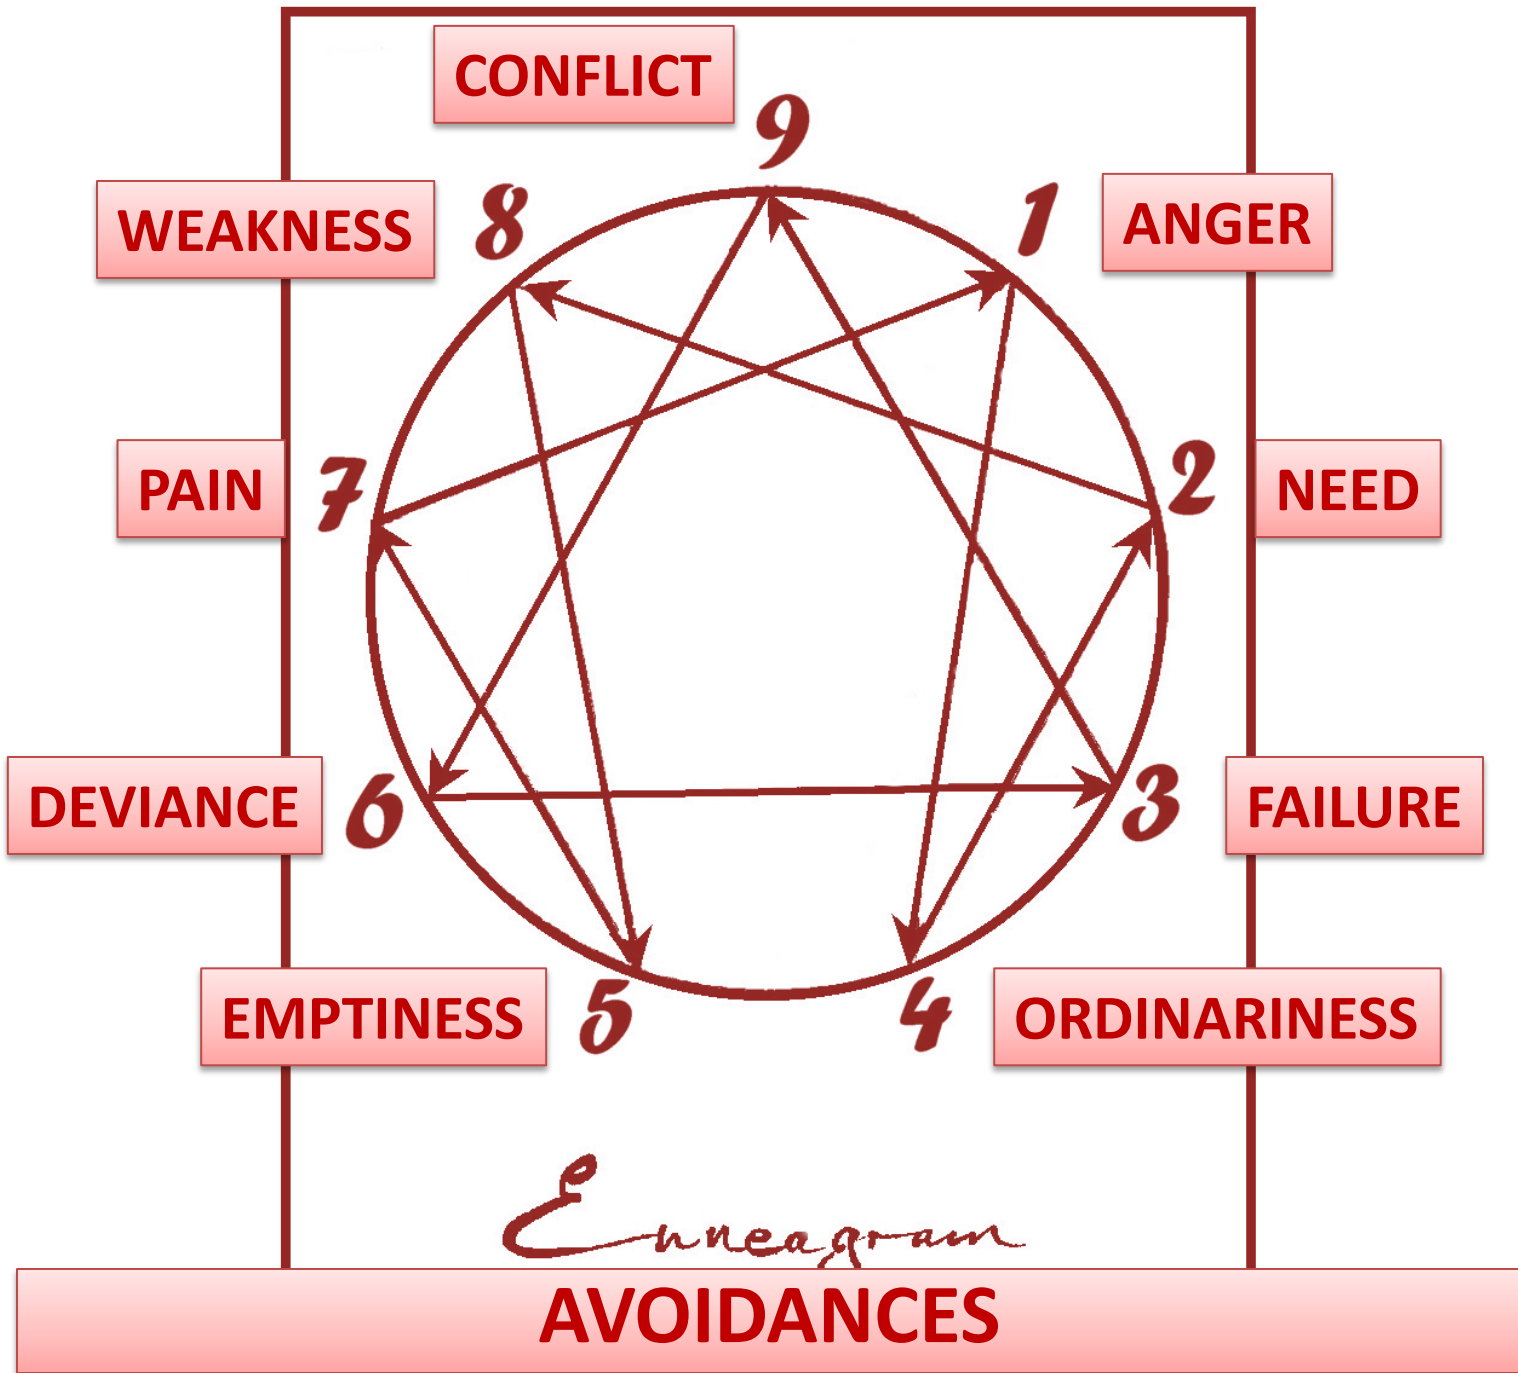 CONFLICT
9
WEAKNESS
8
1
ANGER
PAIN
7
2
NEED
DEVIANCE
6
3
FAILURE
EMPTINESS
5
4
ORDINARINESS
Enneagram
AVOIDANCES